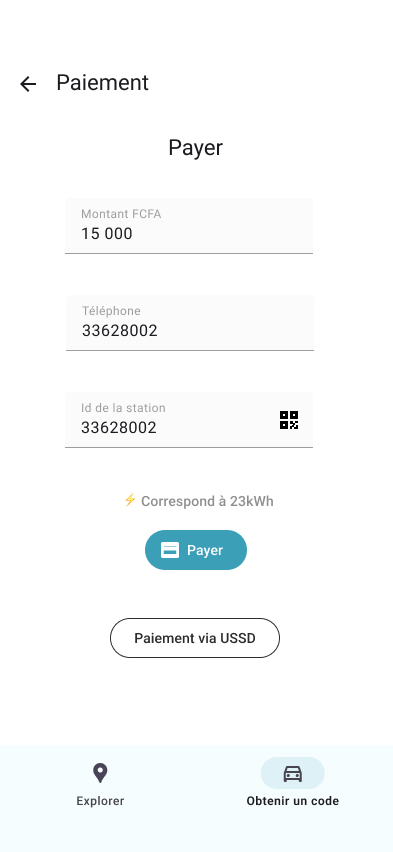 Paiement
Payer
Montant FCFA
15 000
Téléphone
33628002
Id de la station
33628002
⚡ Correspond à 23kWh
Payer
Paiement via USSD
Explorer
Obtenir un code